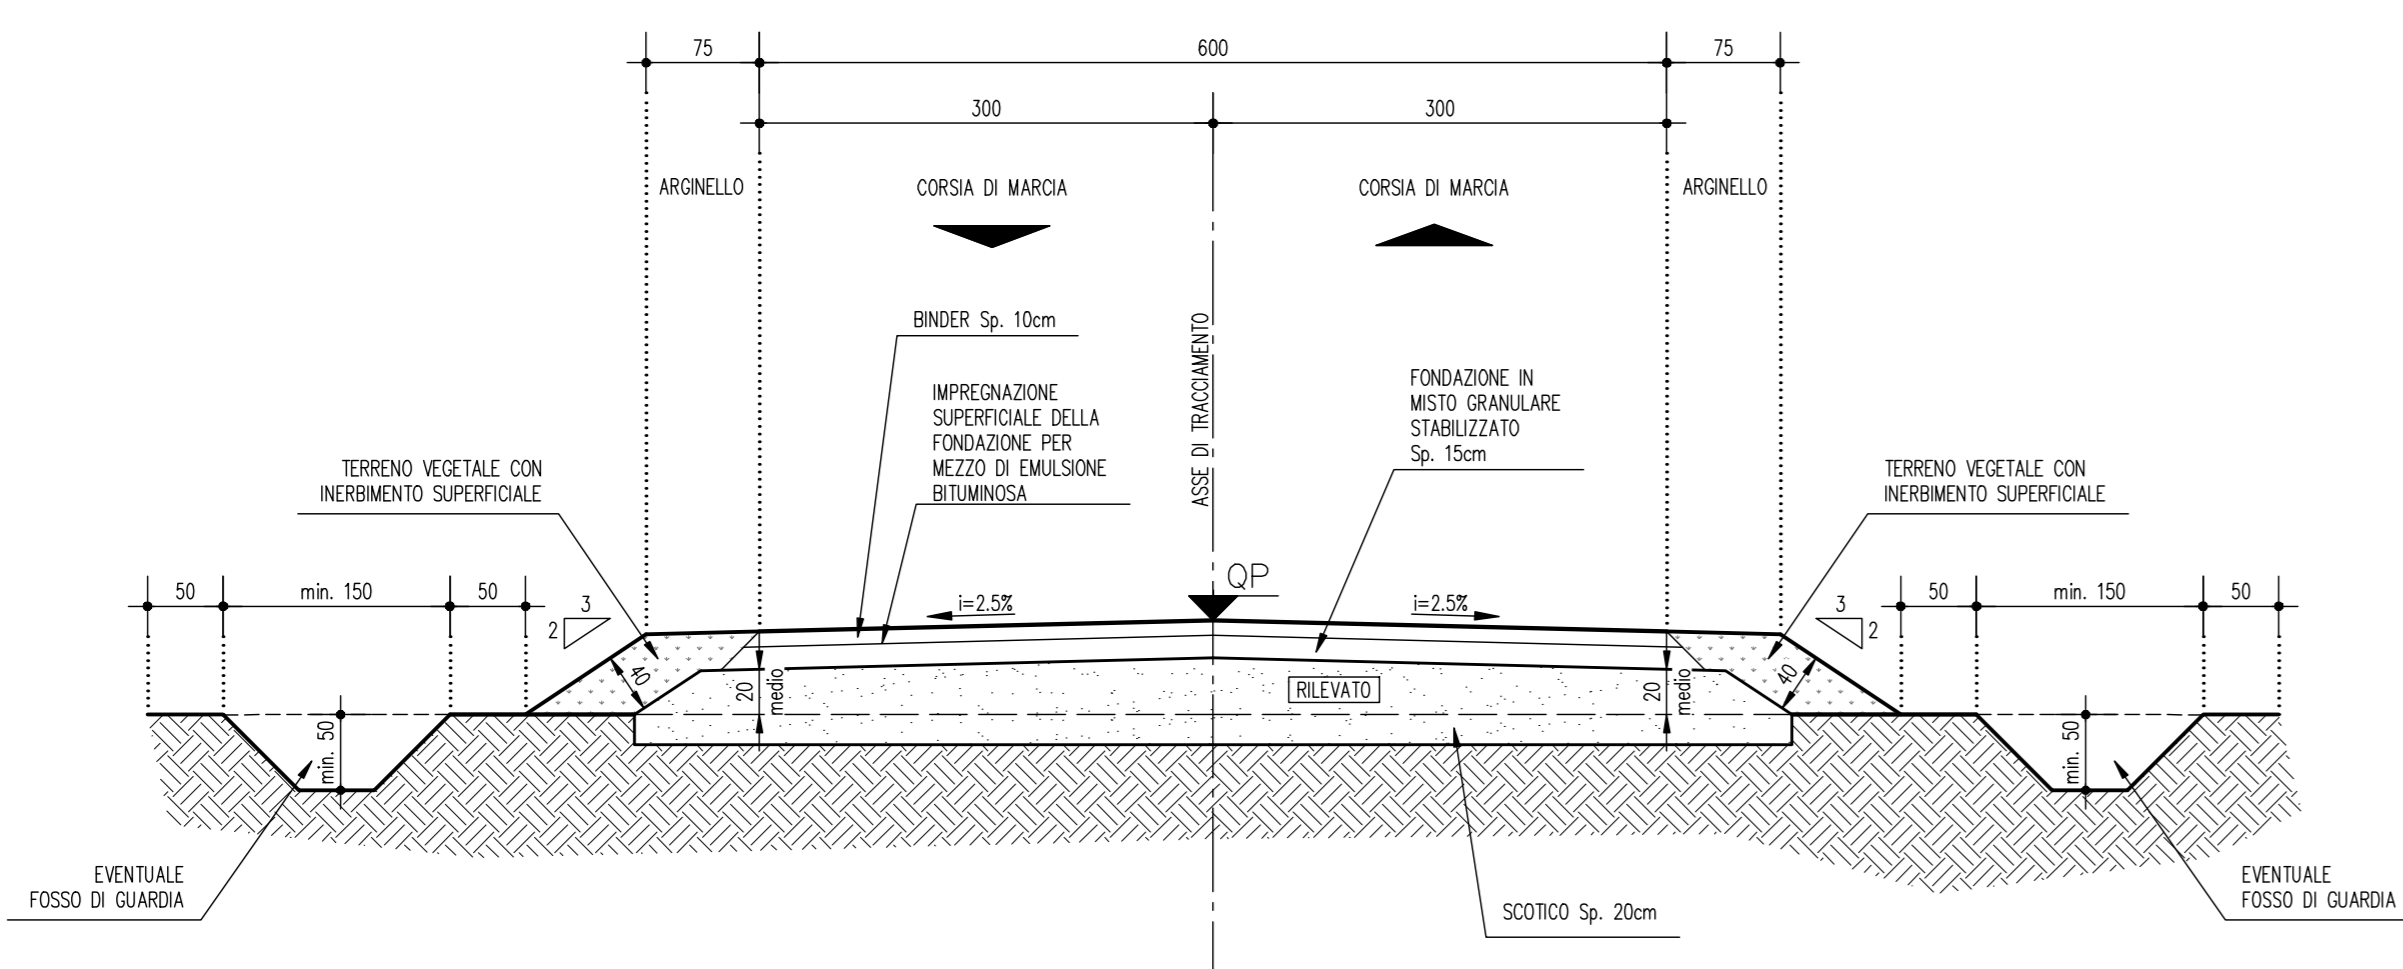 75
600
75
300
300
ARGINELLO
CORSIA DI MARCIA
CORSIA DI MARCIA
ARGINELLO
BINDER Sp. 10cm
IMPREGNAZIONE
SUPERFICIALE DELLA
FONDAZIONE PER
MEZZO DI EMULSIONE
BITUMINOSA
ASSE DI TRACCIAMENTO
FONDAZIONE IN
MISTO GRANULARE
STABILIZZATO
Sp. 15cm
TERRENO VEGETALE CON
INERBIMENTO SUPERFICIALE
TERRENO VEGETALE CON
INERBIMENTO SUPERFICIALE
50
min. 150
50
3
2
i=2.5%
QP
i=2.5%
3
2
50
min. 150
50
40
20
medio
RILEVATO
20
medio
40
min. 50
min. 50
EVENTUALE
FOSSO DI GUARDIA
SCOTICO Sp. 20cm
EVENTUALE
FOSSO DI GUARDIA